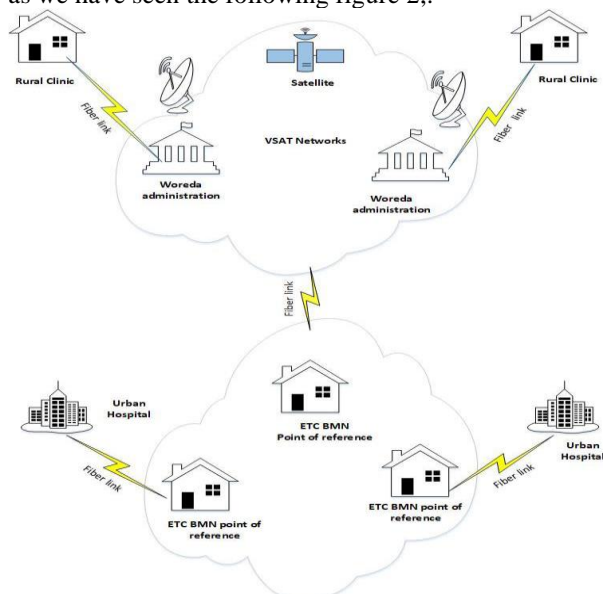 as we have seen the following figure 2,.
Rural Clinic
Satellite
Rural Clinic
Fiber link
Fiber link
VSAT Networks
Woreda
administration
Woreda
administration
Fiber link
Urban
Hospital
ETC BMN
Point of reference
Urban
Hospital
Fiber link
Fiber link
ETC BMN point of
reference
ETC BMN point of
reference